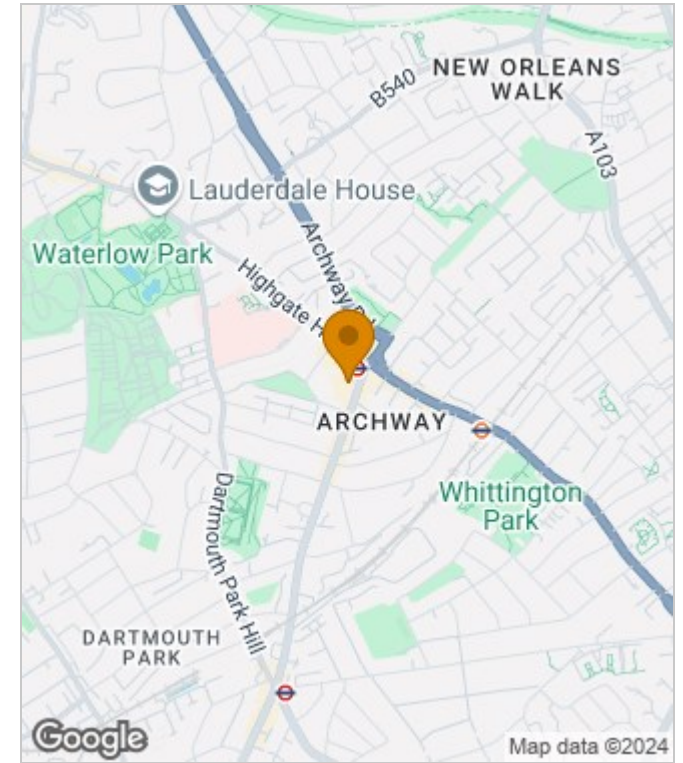 NEW ORLEANS
WALK
B540
A103
Lauderdale House
Waterlow Park
Archway Rd
Highgate H
ARCHWAY
Whittington
Park
Dartmouth Park Hill
DARTMOUTH
PARK
Google
Map data ©2024